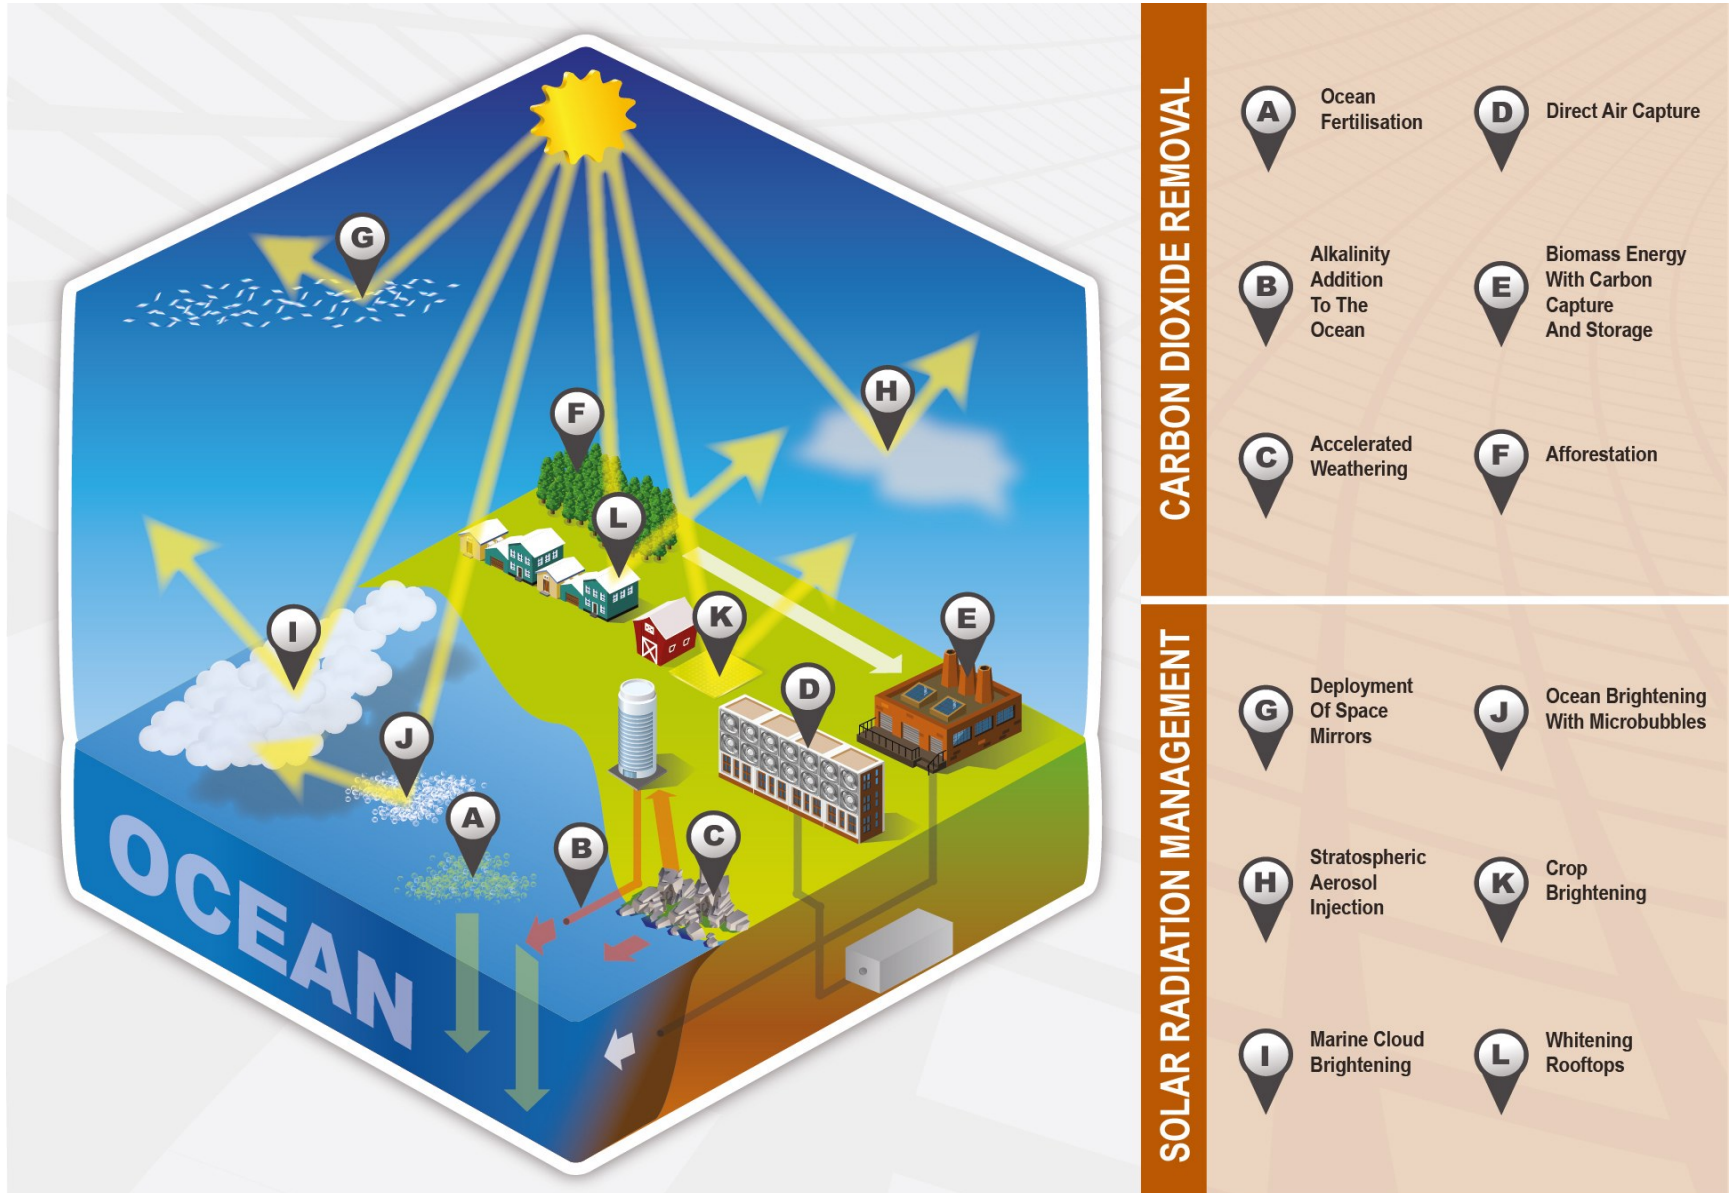 G
H
F
L
I
K
E
D
J
A
B
C
OCEAN
CARBON DIOXIDE REMOVAL
A
Ocean
Fertilisation
D
Direct Air Capture
B
Alkalinity
Addition
To The
Ocean
E
Biomass Energy
With Carbon
Capture
And Storage
C
Accelerated
Weathering
F
Afforestation
SOLAR RADIATION MANAGEMENT
G
Deployment
Of Space
Mirrors
J
Ocean Brightening
With Microbubbles
H
Stratospheric
Aerosol
Injection
K
Crop
Brightening
I
Marine Cloud
Brightening
L
Whitening
Rooftops